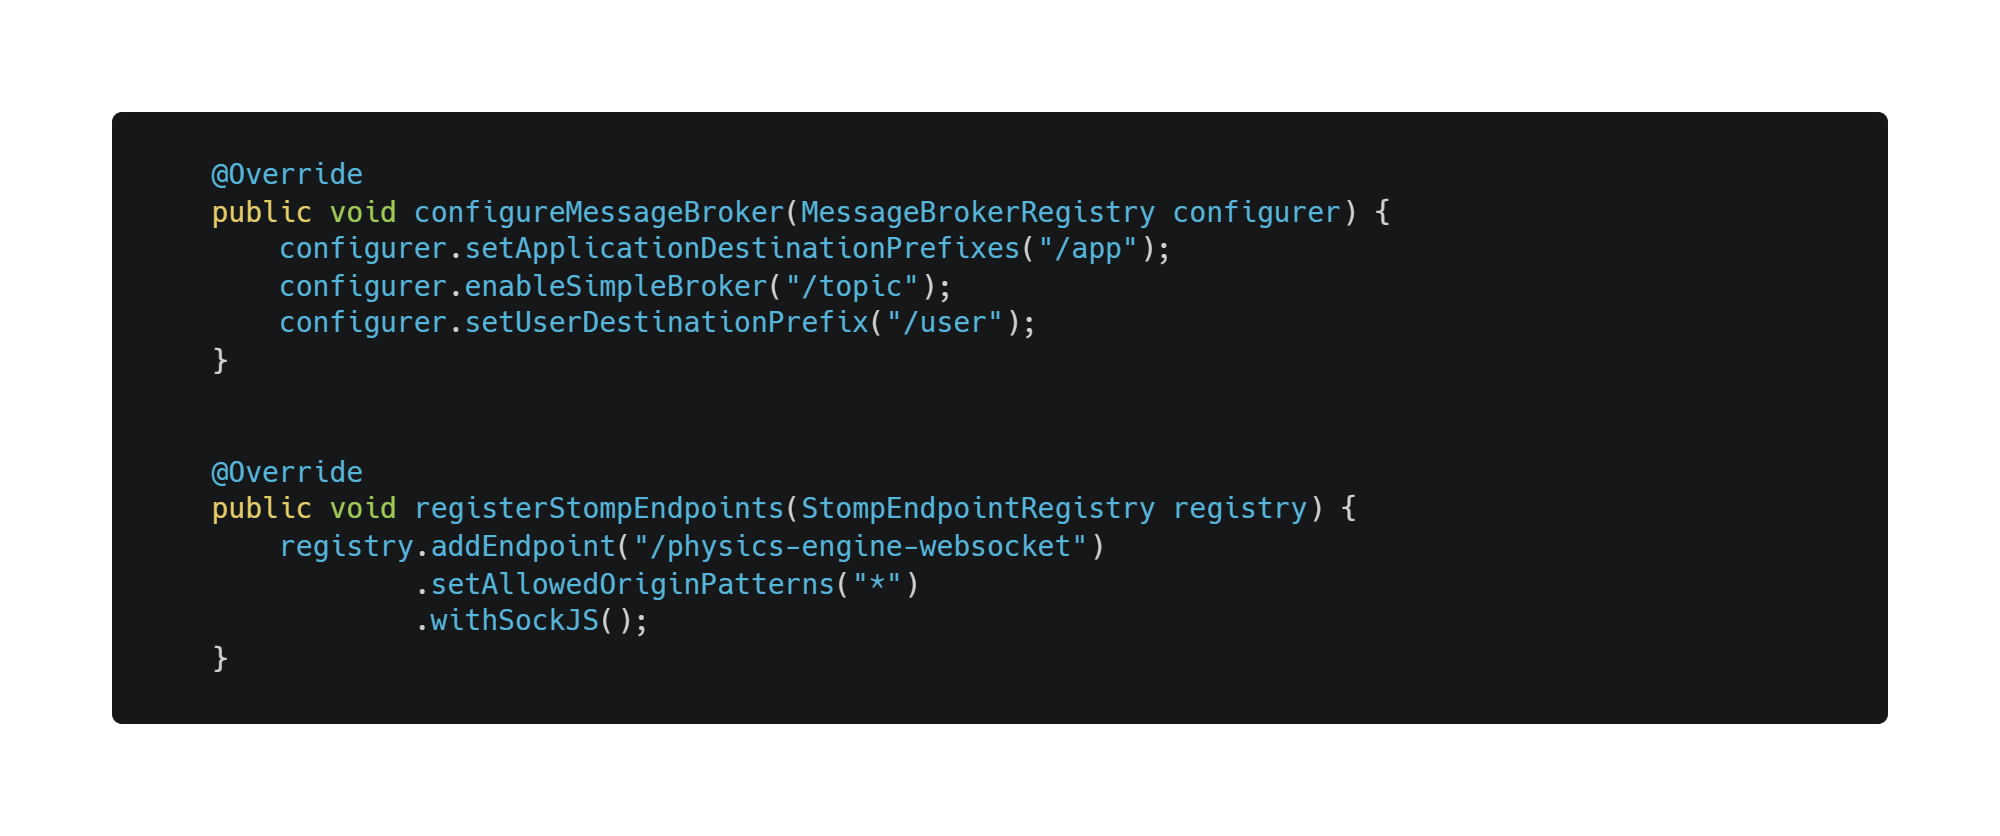 @Override
public void configureMessageBroker(MessageBrokerRegistry configurer) {
    configurer.setApplicationDestinationPrefixes("/app");
    configurer.enableSimpleBroker("/topic");
    configurer.setUserDestinationPrefix("/user");
}
@Override
public void registerStompEndpoints(StompEndpointRegistry registry) {
    registry.addEndpoint("/physics-engine-websocket")
            .setAllowedOriginPatterns("*")
            .withSockJS();
}